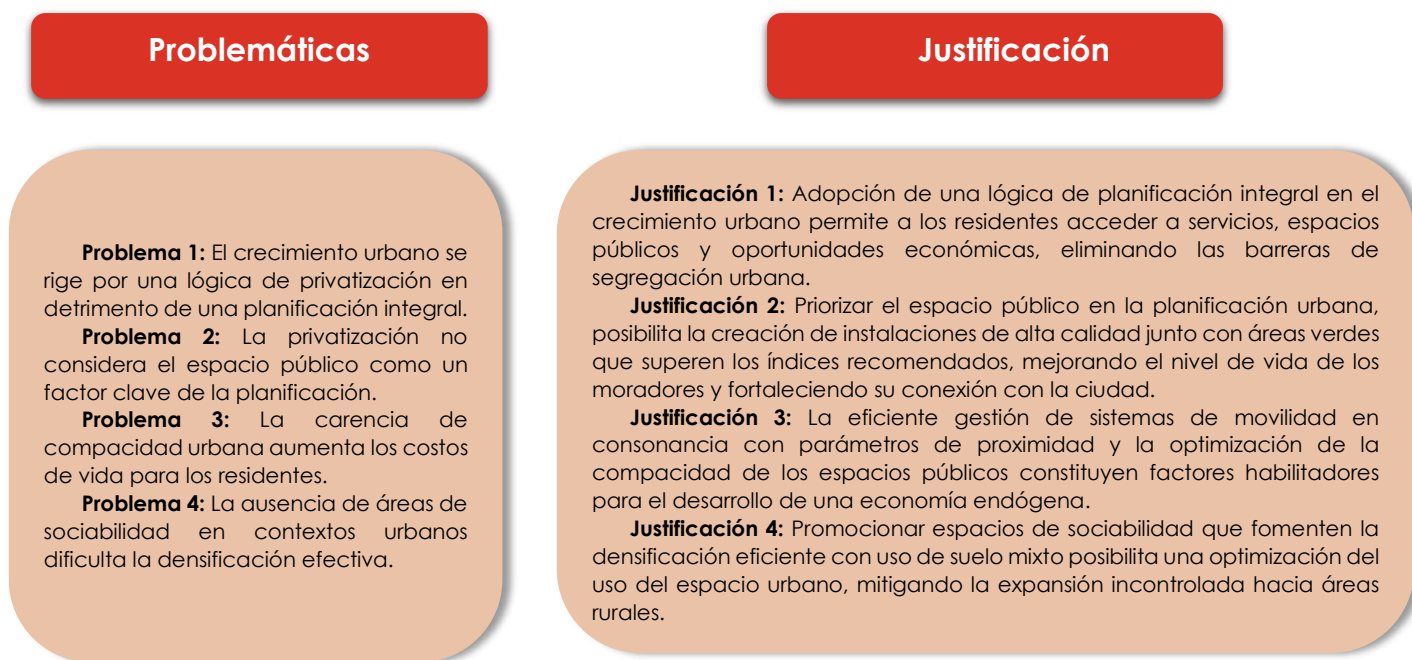 Problemáticas
Justificación
Problema 1: El crecimiento urbano se
rige por una lógica de privatización en
detrimento de una planificación integral.
Problema 2: La privatización no
considera el espacio público como un
factor clave de la planificación.
Problema 3: La carencia de
compacidad urbana aumenta los costos
de vida para los residentes.
Problema 4: La ausencia de áreas de
sociabilidad en contextos urbanos
dificulta la densificación efectiva.
Justificación 1: Adopción de una lógica de planificación integral en el
crecimiento urbano permite a los residentes acceder a servicios, espacios
públicos y oportunidades económicas, eliminando las barreras de
segregación urbana.
Justificación 2: Priorizar el espacio público en la planificación urbana,
posibilita la creación de instalaciones de alta calidad junto con áreas verdes
que superen los índices recomendados, mejorando el nivel de vida de los
moradores y fortaleciendo su conexión con la ciudad.
Justificación 3: La eficiente gestión de sistemas de movilidad en
consonancia con parámetros de proximidad y la optimización de la
compacidad de los espacios públicos constituyen factores habilitadores
para el desarrollo de una economía endógena.
Justificación 4: Promocionar espacios de sociabilidad que fomenten la
densificación eficiente con uso de suelo mixto posibilita una optimización del
uso del espacio urbano, mitigando la expansión incontrolada hacia áreas
rurales.